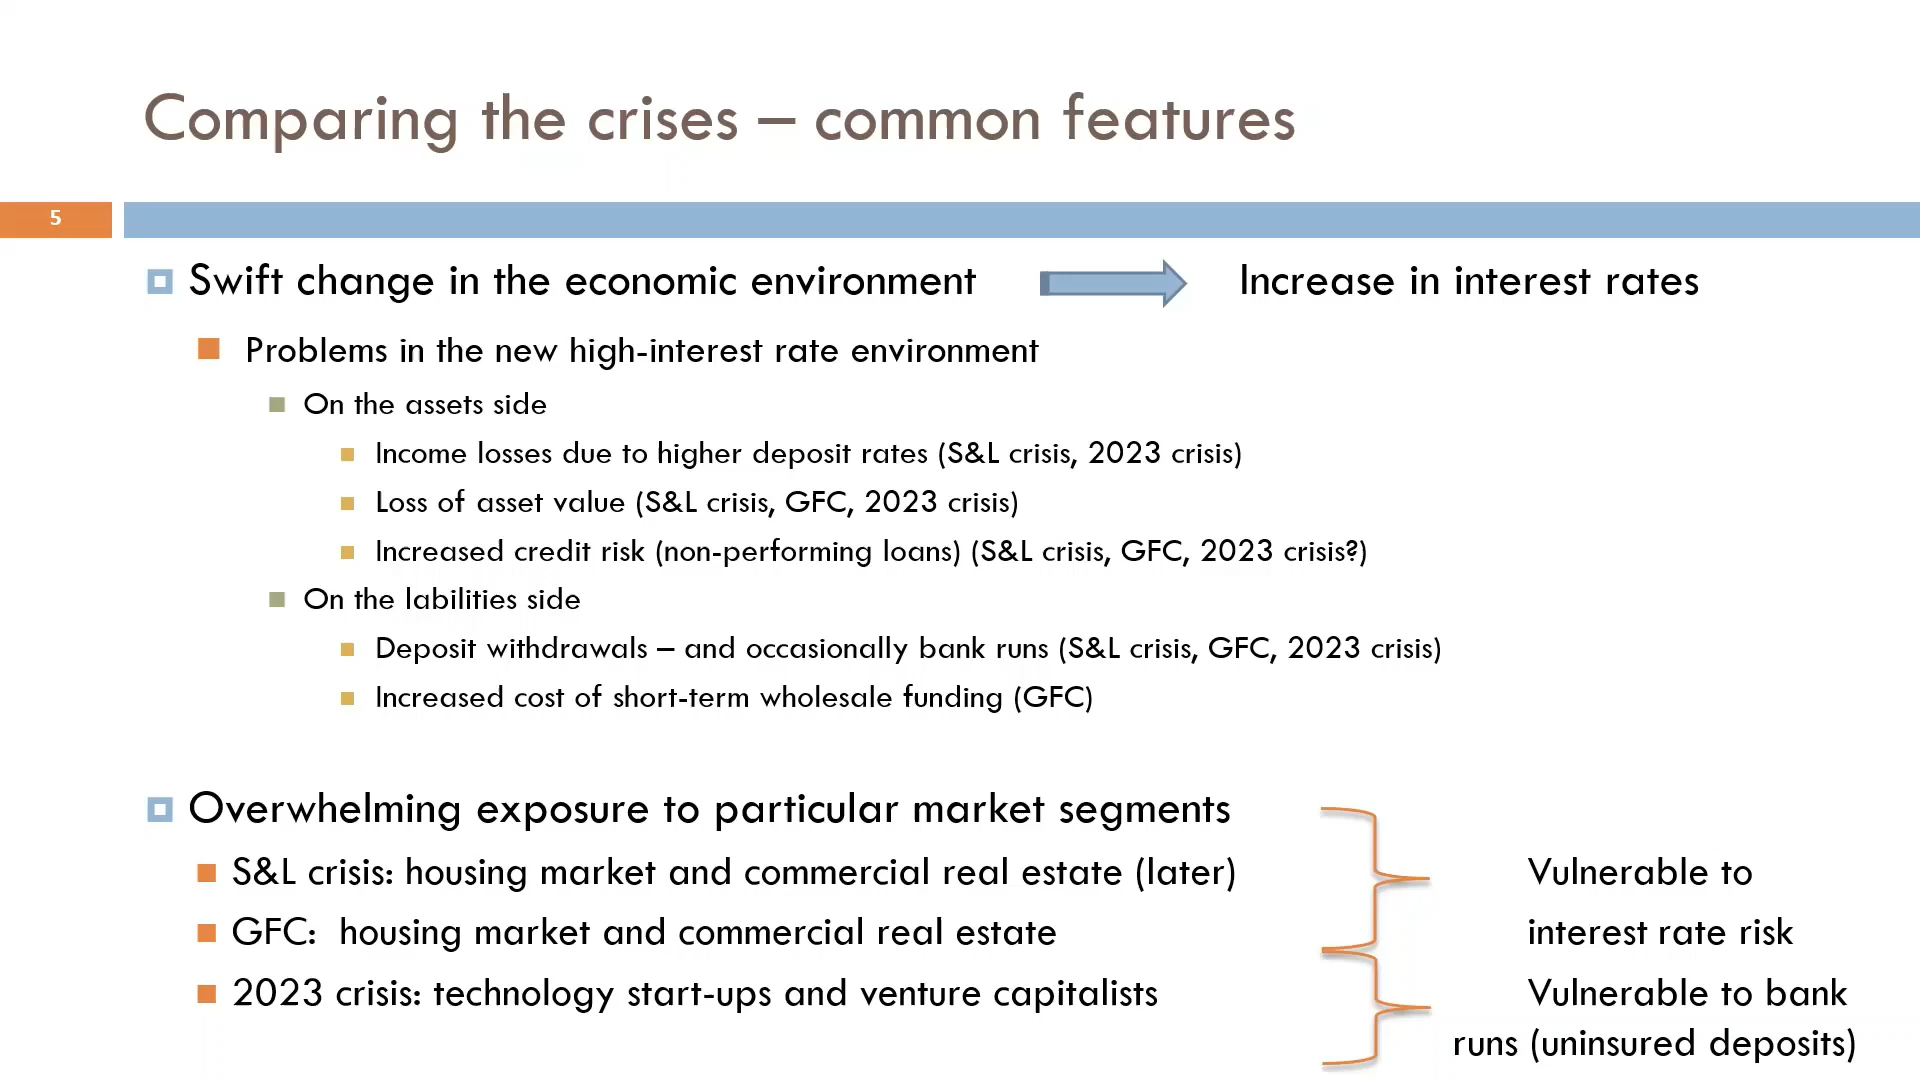 Comparing the crises – common features
5
Swift change in the economic environment
Increase in interest rates
Problems in the new high-interest rate environment
On the assets side
Income losses due to higher deposit rates (S&L crisis, 2023 crisis)
Loss of asset value (S&L crisis, GFC, 2023 crisis)
Increased credit risk (non-performing loans) (S&L crisis, GFC, 2023 crisis?)
On the labilities side
Deposit withdrawals – and occasionally bank runs (S&L crisis, GFC, 2023 crisis)
Increased cost of short-term wholesale funding (GFC)
Overwhelming exposure to particular market segments
S&L crisis: housing market and commercial real estate (later)
GFC: housing market and commercial real estate
2023 crisis: technology start-ups and venture capitalists
Vulnerable to
interest rate risk
Vulnerable to bank
runs (uninsured deposits)